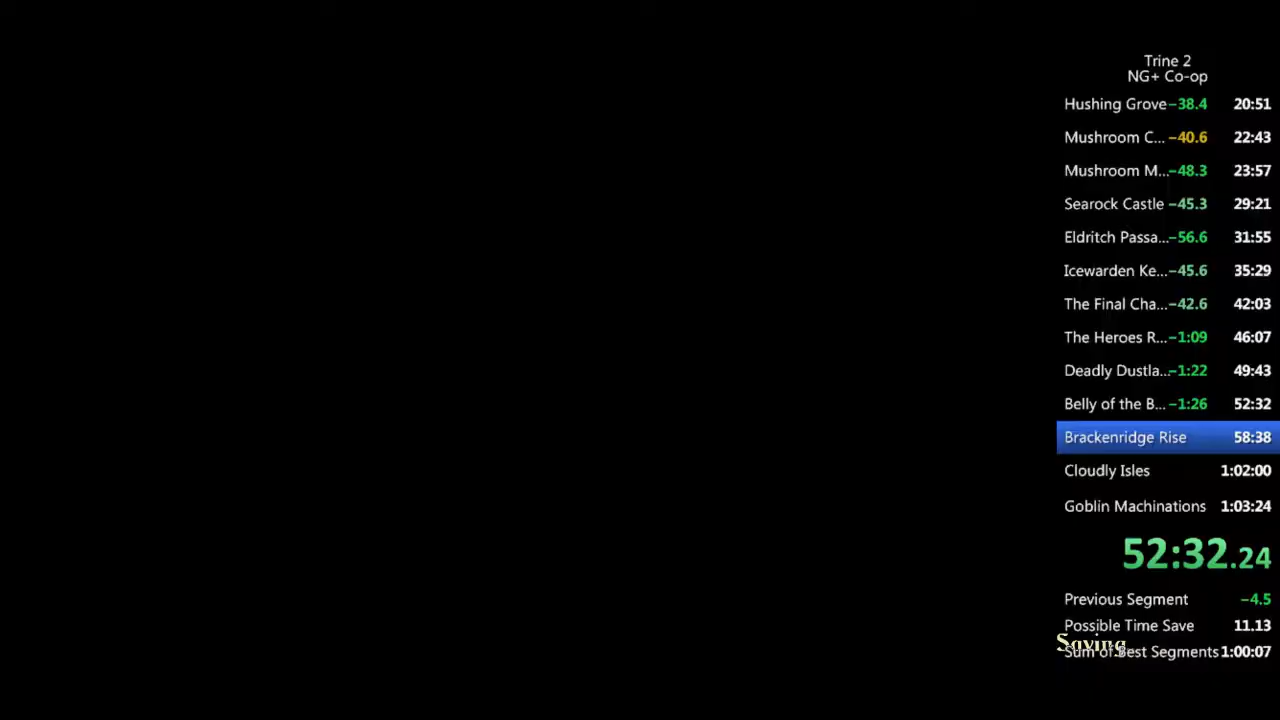 Trine 2
NG+ Co-op
Hushing Grove -38.4 20:51
Mushroom C... -40.6 22:43
Mushroom M... -48.3 23:57
Searock Castle -45.3 29:21
Eldritch Passa... -56.6 31:55
Icewarden Ke... -45.6 35:29
The Final Cha... -42.6 42:03
The Heroes R... -1:09 46:07
Deadly Dustla... -1:22 49:43
Belly of the B... -1:26 52:32
Brackenridge Rise 58:38
Cloudly Isles 1:02:00
Goblin Machinations 1:03:24
52:32.24
Previous Segment -4.5
Possible Time Save 11.13
Saving
Sum of Best Segments 1:00:07